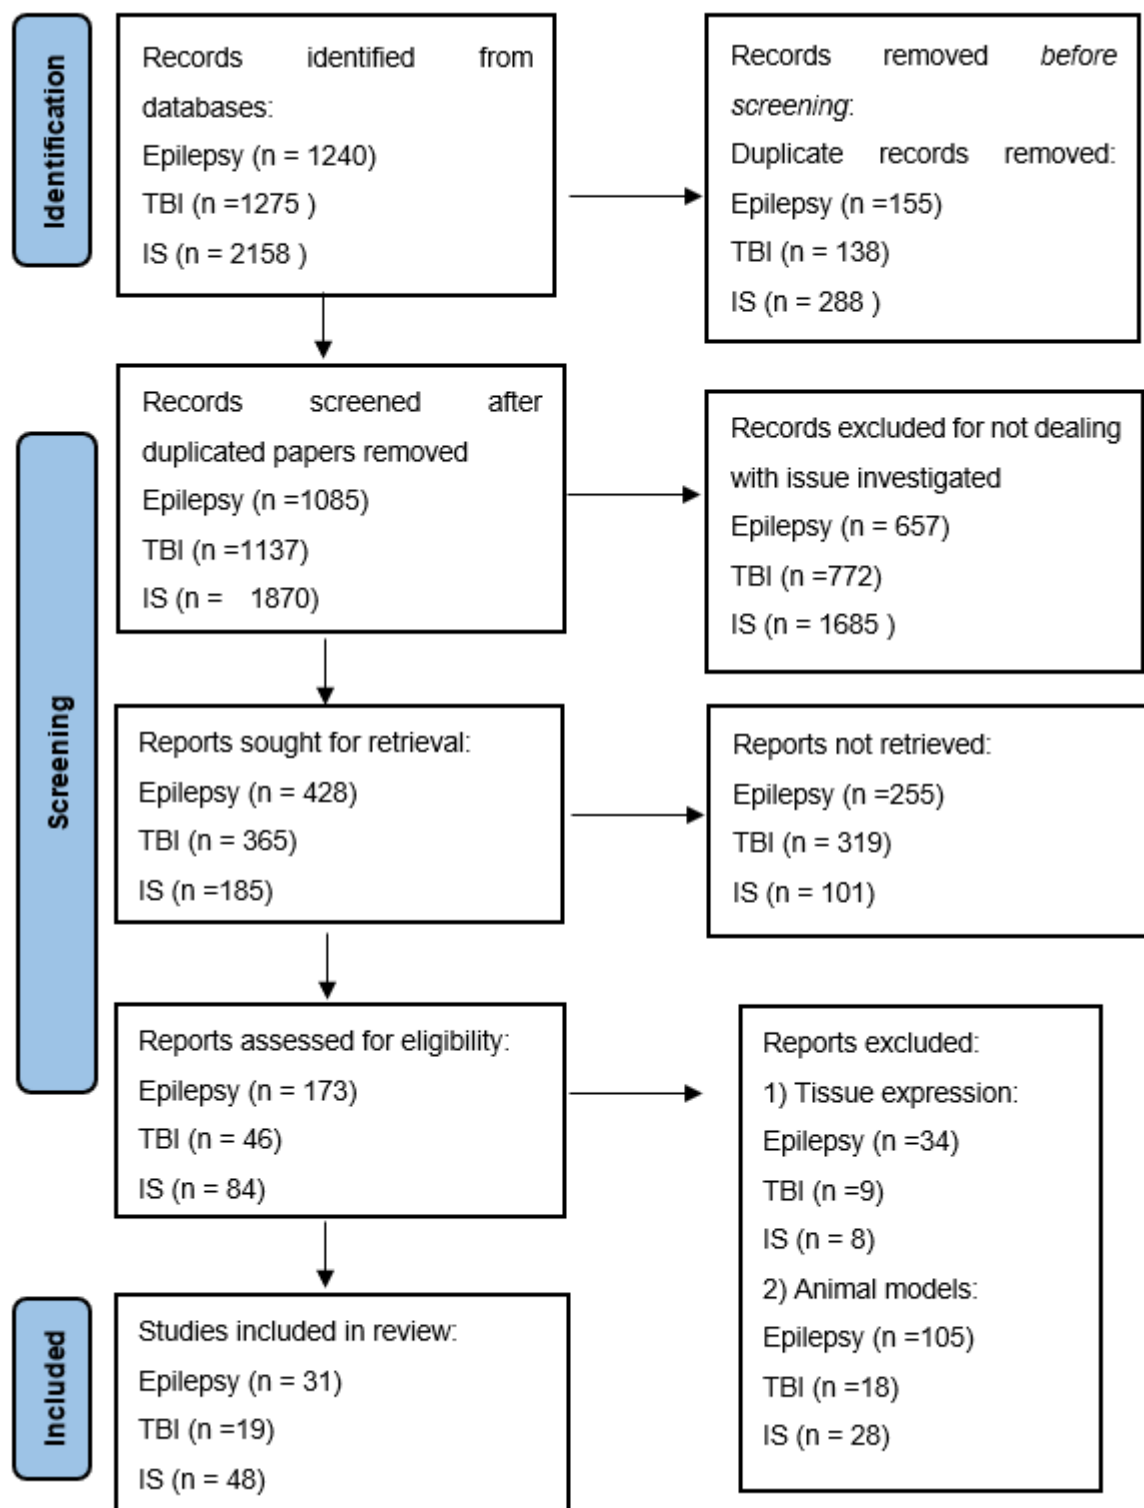 Identification
Records identified from
databases:
Epilepsy (n = 1240)
TBI (n =1275 )
IS (n = 2158 )
Records removed before
screening:
Duplicate records removed:
Epilepsy (n =155)
TBI (n = 138)
IS (n = 288 )
Screening
Records screened after
duplicated papers removed
Epilepsy (n =1085)
TBI (n =1137)
IS (n = 1870)
Records excluded for not dealing
with issue investigated
Epilepsy (n = 657)
TBI (n =772)
IS (n = 1685 )
Reports sought for retrieval:
Epilepsy (n = 428)
TBI (n = 365)
IS (n =185)
Reports not retrieved:
Epilepsy (n =255)
TBI (n = 319)
IS (n = 101)
Reports assessed for eligibility:
Epilepsy (n = 173)
TBI (n = 46)
IS (n = 84)
Reports excluded:
1) Tissue expression:
Epilepsy (n =34)
TBI (n =9)
IS (n = 8)
2) Animal models:
Epilepsy (n =105)
TBI (n =18)
IS (n = 28)
Included
Studies included in review:
Epilepsy (n = 31)
TBI (n =19)
IS (n = 48)